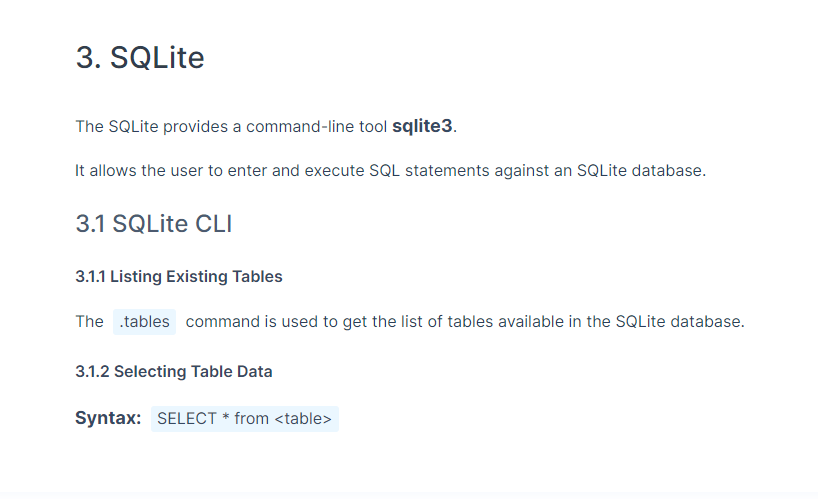 3. SQLite
The SQLite provides a command-line tool sqlite3.
It allows the user to enter and execute SQL statements against an SQLite database.
3.1 SQLite CLI
3.1.1 Listing Existing Tables
The .tables command is used to get the list of tables available in the SQLite database.
3.1.2 Selecting Table Data
Syntax: SELECT * from <table>